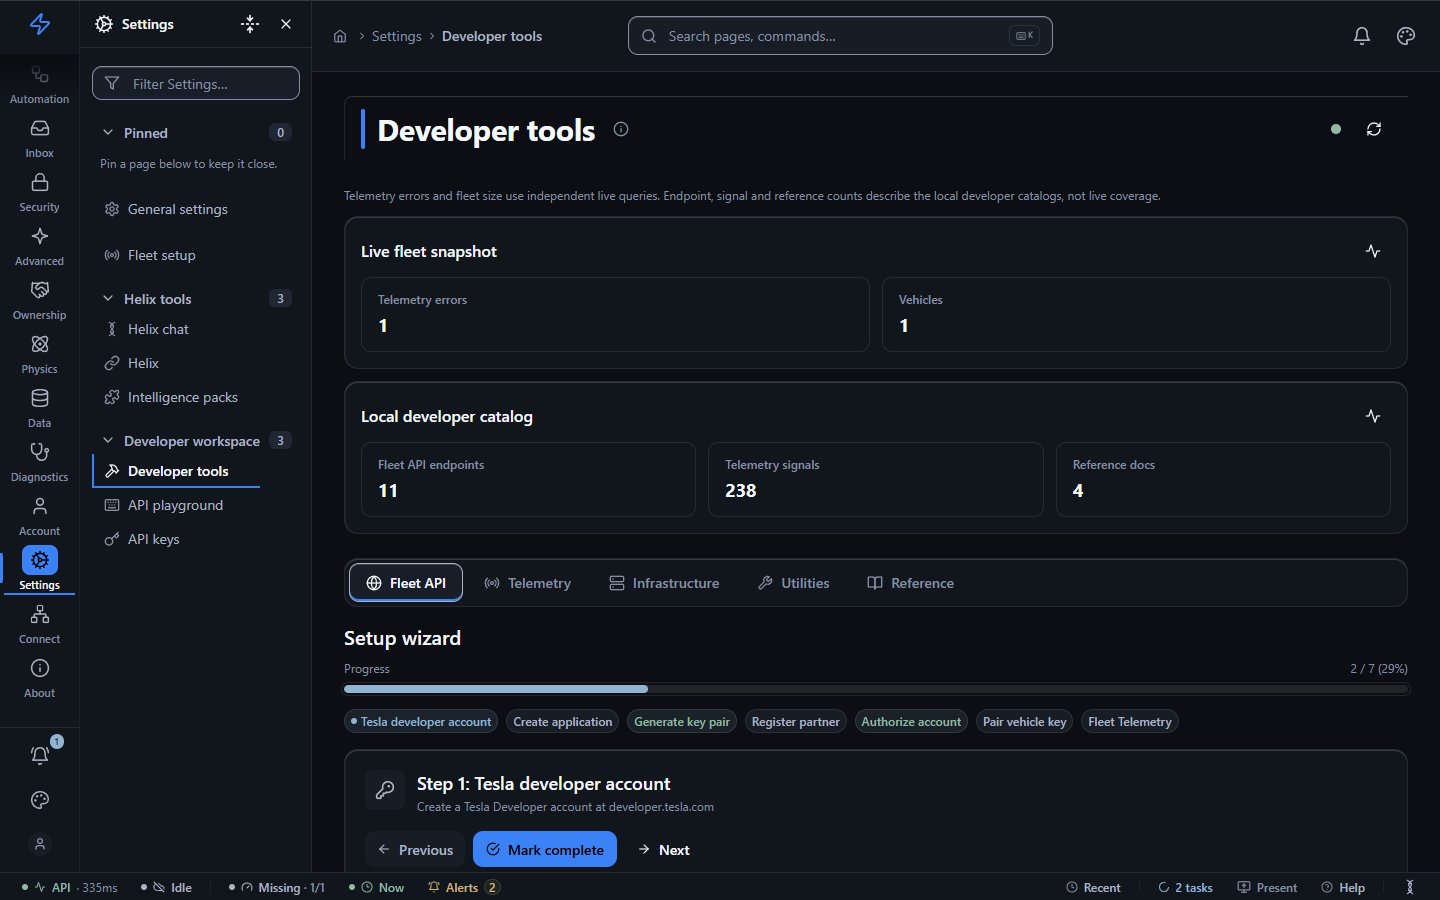 Automation
Inbox
Security
Advanced
Ownership
Physics
Data
Diagnostics
Account
Settings
Connect
About
1
Settings
Filter Settings...
Pinned 0
Pin a page below to keep it close.
General settings
Fleet setup
Helix tools 3
Helix chat
Helix
Intelligence packs
Developer workspace 3
Developer tools
API playground
API keys
Settings > Developer tools
Search pages, commands... K
Developer tools
Telemetry errors and fleet size use independent live queries. Endpoint, signal and reference counts describe the local developer catalogs, not live coverage.
Live fleet snapshot
Telemetry errors
1
Vehicles
1
Local developer catalog
Fleet API endpoints
11
Telemetry signals
238
Reference docs
4
Fleet API Telemetry Infrastructure Utilities Reference
Setup wizard
Progress 2 / 7 (29%)
Tesla developer account Create application Generate key pair Register partner Authorize account Pair vehicle key Fleet Telemetry
Step 1: Tesla developer account
Create a Tesla Developer account at developer.tesla.com
Previous Mark complete Next
API · 335ms Idle Missing · 1/1 Now Alerts 2 Recent 2 tasks Present Help